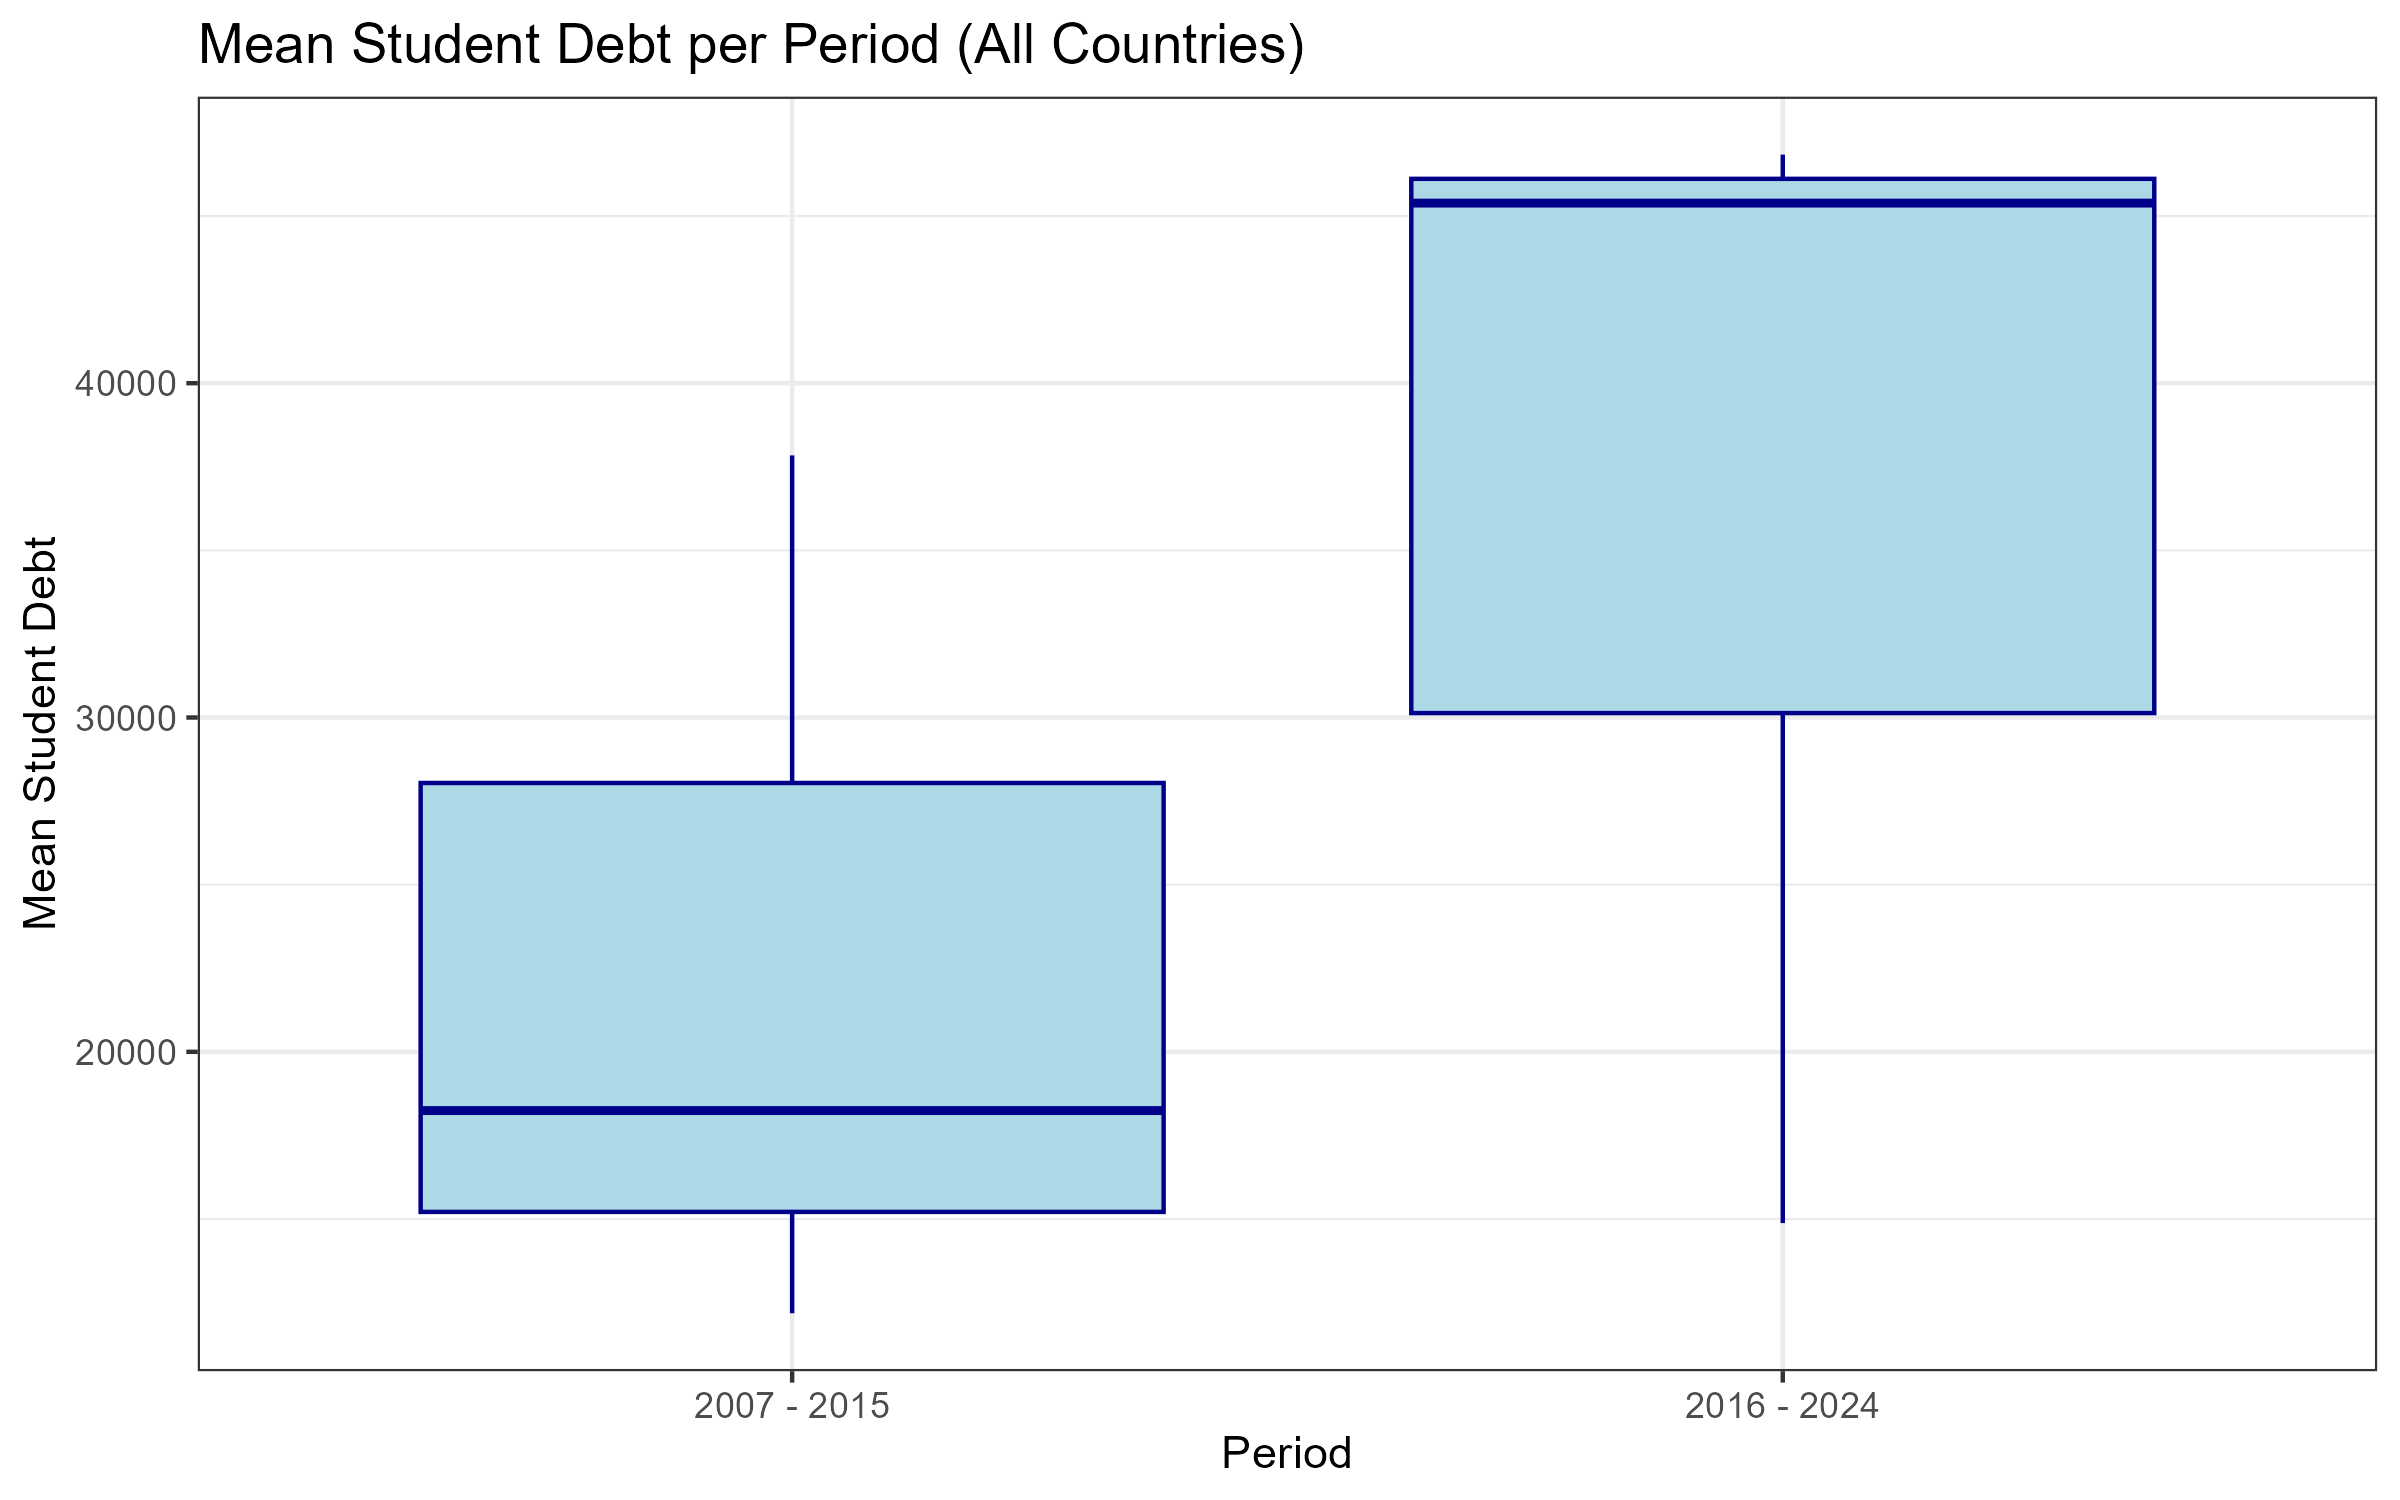 Mean Student Debt per Period (All Countries)
Mean Student Debt
40000
30000
20000
2007 - 2015
2016 - 2024
Period